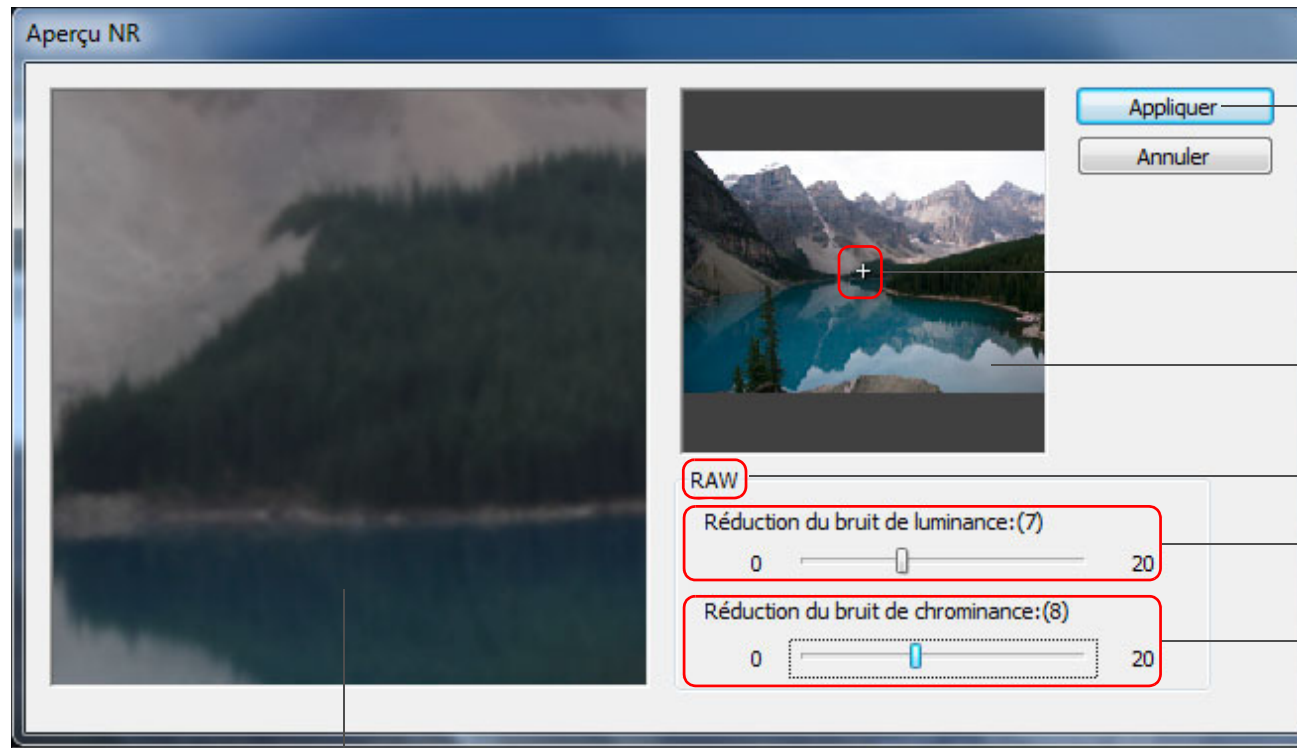 Aperçu NR
Appliquer
Annuler
RAW
Réduction du bruit de luminance:(7)
0 20
Réduction du bruit de chrominance:(8)
0 20